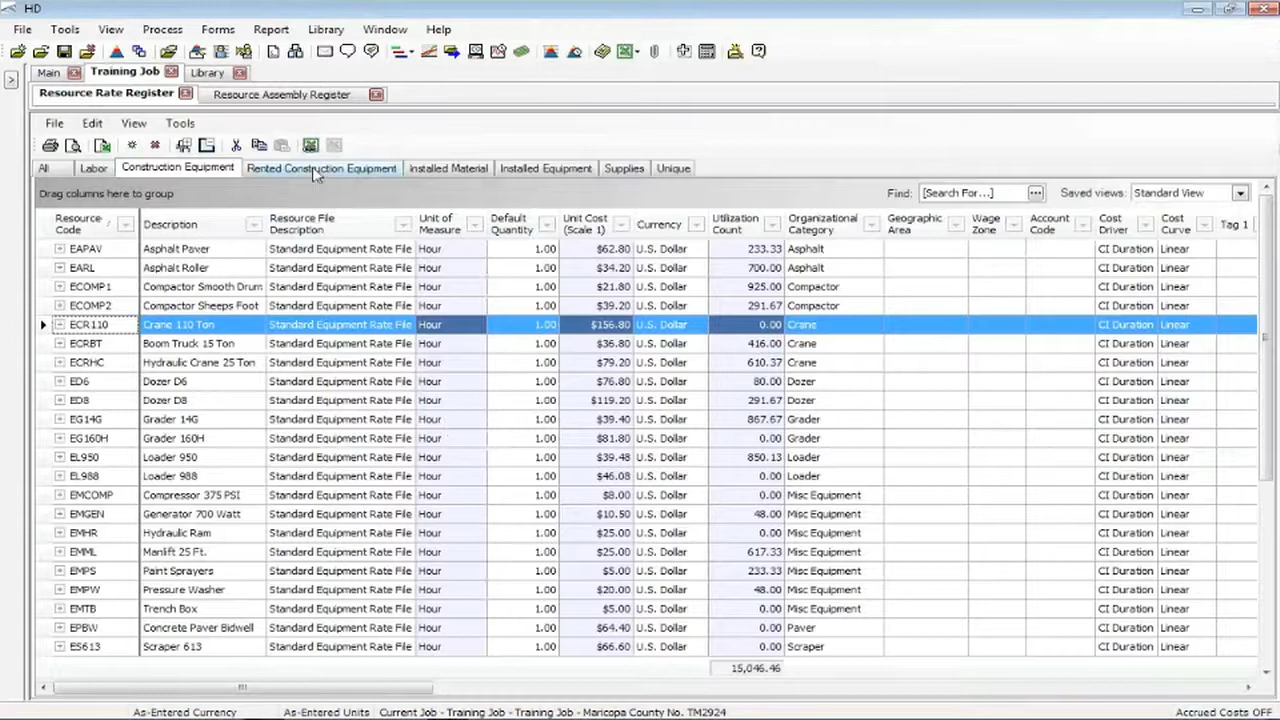 HD
File Tools View Process Forms Report Library Window Help
Main Training Job Library
Resource Rate Register Resource Assembly Register
File Edit View Tools
All Labor Construction Equipment Rented Construction Equipment Installed Material Installed Equipment Supplies Unique
Drag columns here to group Find: [Search For...] Saved views: Standard View
Resource Code / Description Resource File Description Unit of Measure Default Quantity Unit Cost (Scale 1) Currency Utilization Count Organizational Category Geographic Area Wage Zone Account Code Cost Driver Cost Curve Tag 1
EAPAV Asphalt Paver Standard Equipment Rate File Hour 1.00 $62.80 U.S. Dollar 233.33 Asphalt CI Duration Linear
EARL Asphalt Roller Standard Equipment Rate File Hour 1.00 $34.20 U.S. Dollar 700.00 Asphalt CI Duration Linear
ECOMP1 Compactor Smooth Drum Standard Equipment Rate File Hour 1.00 $21.80 U.S. Dollar 925.00 Compactor CI Duration Linear
ECOMP2 Compactor Sheeps Foot Standard Equipment Rate File Hour 1.00 $39.20 U.S. Dollar 291.67 Compactor CI Duration Linear
ECR110 Crane 110 Ton Standard Equipment Rate File Hour 1.00 $156.80 U.S. Dollar 0.00 Crane CI Duration Linear
ECRBT Boom Truck 15 Ton Standard Equipment Rate File Hour 1.00 $36.80 U.S. Dollar 416.00 Crane CI Duration Linear
ECRHC Hydraulic Crane 25 Ton Standard Equipment Rate File Hour 1.00 $79.20 U.S. Dollar 610.37 Crane CI Duration Linear
ED6 Dozer D6 Standard Equipment Rate File Hour 1.00 $76.80 U.S. Dollar 80.00 Dozer CI Duration Linear
ED8 Dozer D8 Standard Equipment Rate File Hour 1.00 $119.20 U.S. Dollar 291.67 Dozer CI Duration Linear
EG14G Grader 14G Standard Equipment Rate File Hour 1.00 $39.40 U.S. Dollar 867.67 Grader CI Duration Linear
EG160H Grader 160H Standard Equipment Rate File Hour 1.00 $81.80 U.S. Dollar 0.00 Grader CI Duration Linear
EL950 Loader 950 Standard Equipment Rate File Hour 1.00 $39.48 U.S. Dollar 850.13 Loader CI Duration Linear
EL988 Loader 988 Standard Equipment Rate File Hour 1.00 $46.08 U.S. Dollar 0.00 Loader CI Duration Linear
EMCOMP Compressor 375 PSI Standard Equipment Rate File Hour 1.00 $8.00 U.S. Dollar 0.00 Misc Equipment CI Duration Linear
EMGEN Generator 700 Watt Standard Equipment Rate File Hour 1.00 $10.50 U.S. Dollar 48.00 Misc Equipment CI Duration Linear
EMHR Hydraulic Ram Standard Equipment Rate File Hour 1.00 $25.00 U.S. Dollar 0.00 Misc Equipment CI Duration Linear
EMML Manlift 25 Ft. Standard Equipment Rate File Hour 1.00 $25.00 U.S. Dollar 617.33 Misc Equipment CI Duration Linear
EMPS Paint Sprayers Standard Equipment Rate File Hour 1.00 $5.00 U.S. Dollar 233.33 Misc Equipment CI Duration Linear
EMPW Pressure Washer Standard Equipment Rate File Hour 1.00 $20.00 U.S. Dollar 48.00 Misc Equipment CI Duration Linear
EMTB Trench Box Standard Equipment Rate File Hour 1.00 $5.00 U.S. Dollar 0.00 Misc Equipment CI Duration Linear
EPBW Concrete Paver Bidwell Standard Equipment Rate File Hour 1.00 $64.40 U.S. Dollar 0.00 Paver CI Duration Linear
ES613 Scraper 613 Standard Equipment Rate File Hour 1.00 $66.60 U.S. Dollar 0.00 Scraper CI Duration Linear
15,046.46
As-Entered Currency As-Entered Units Current Job - Training Job - Training Job - Maricopa County No. TM2924 Accrued Costs OFF